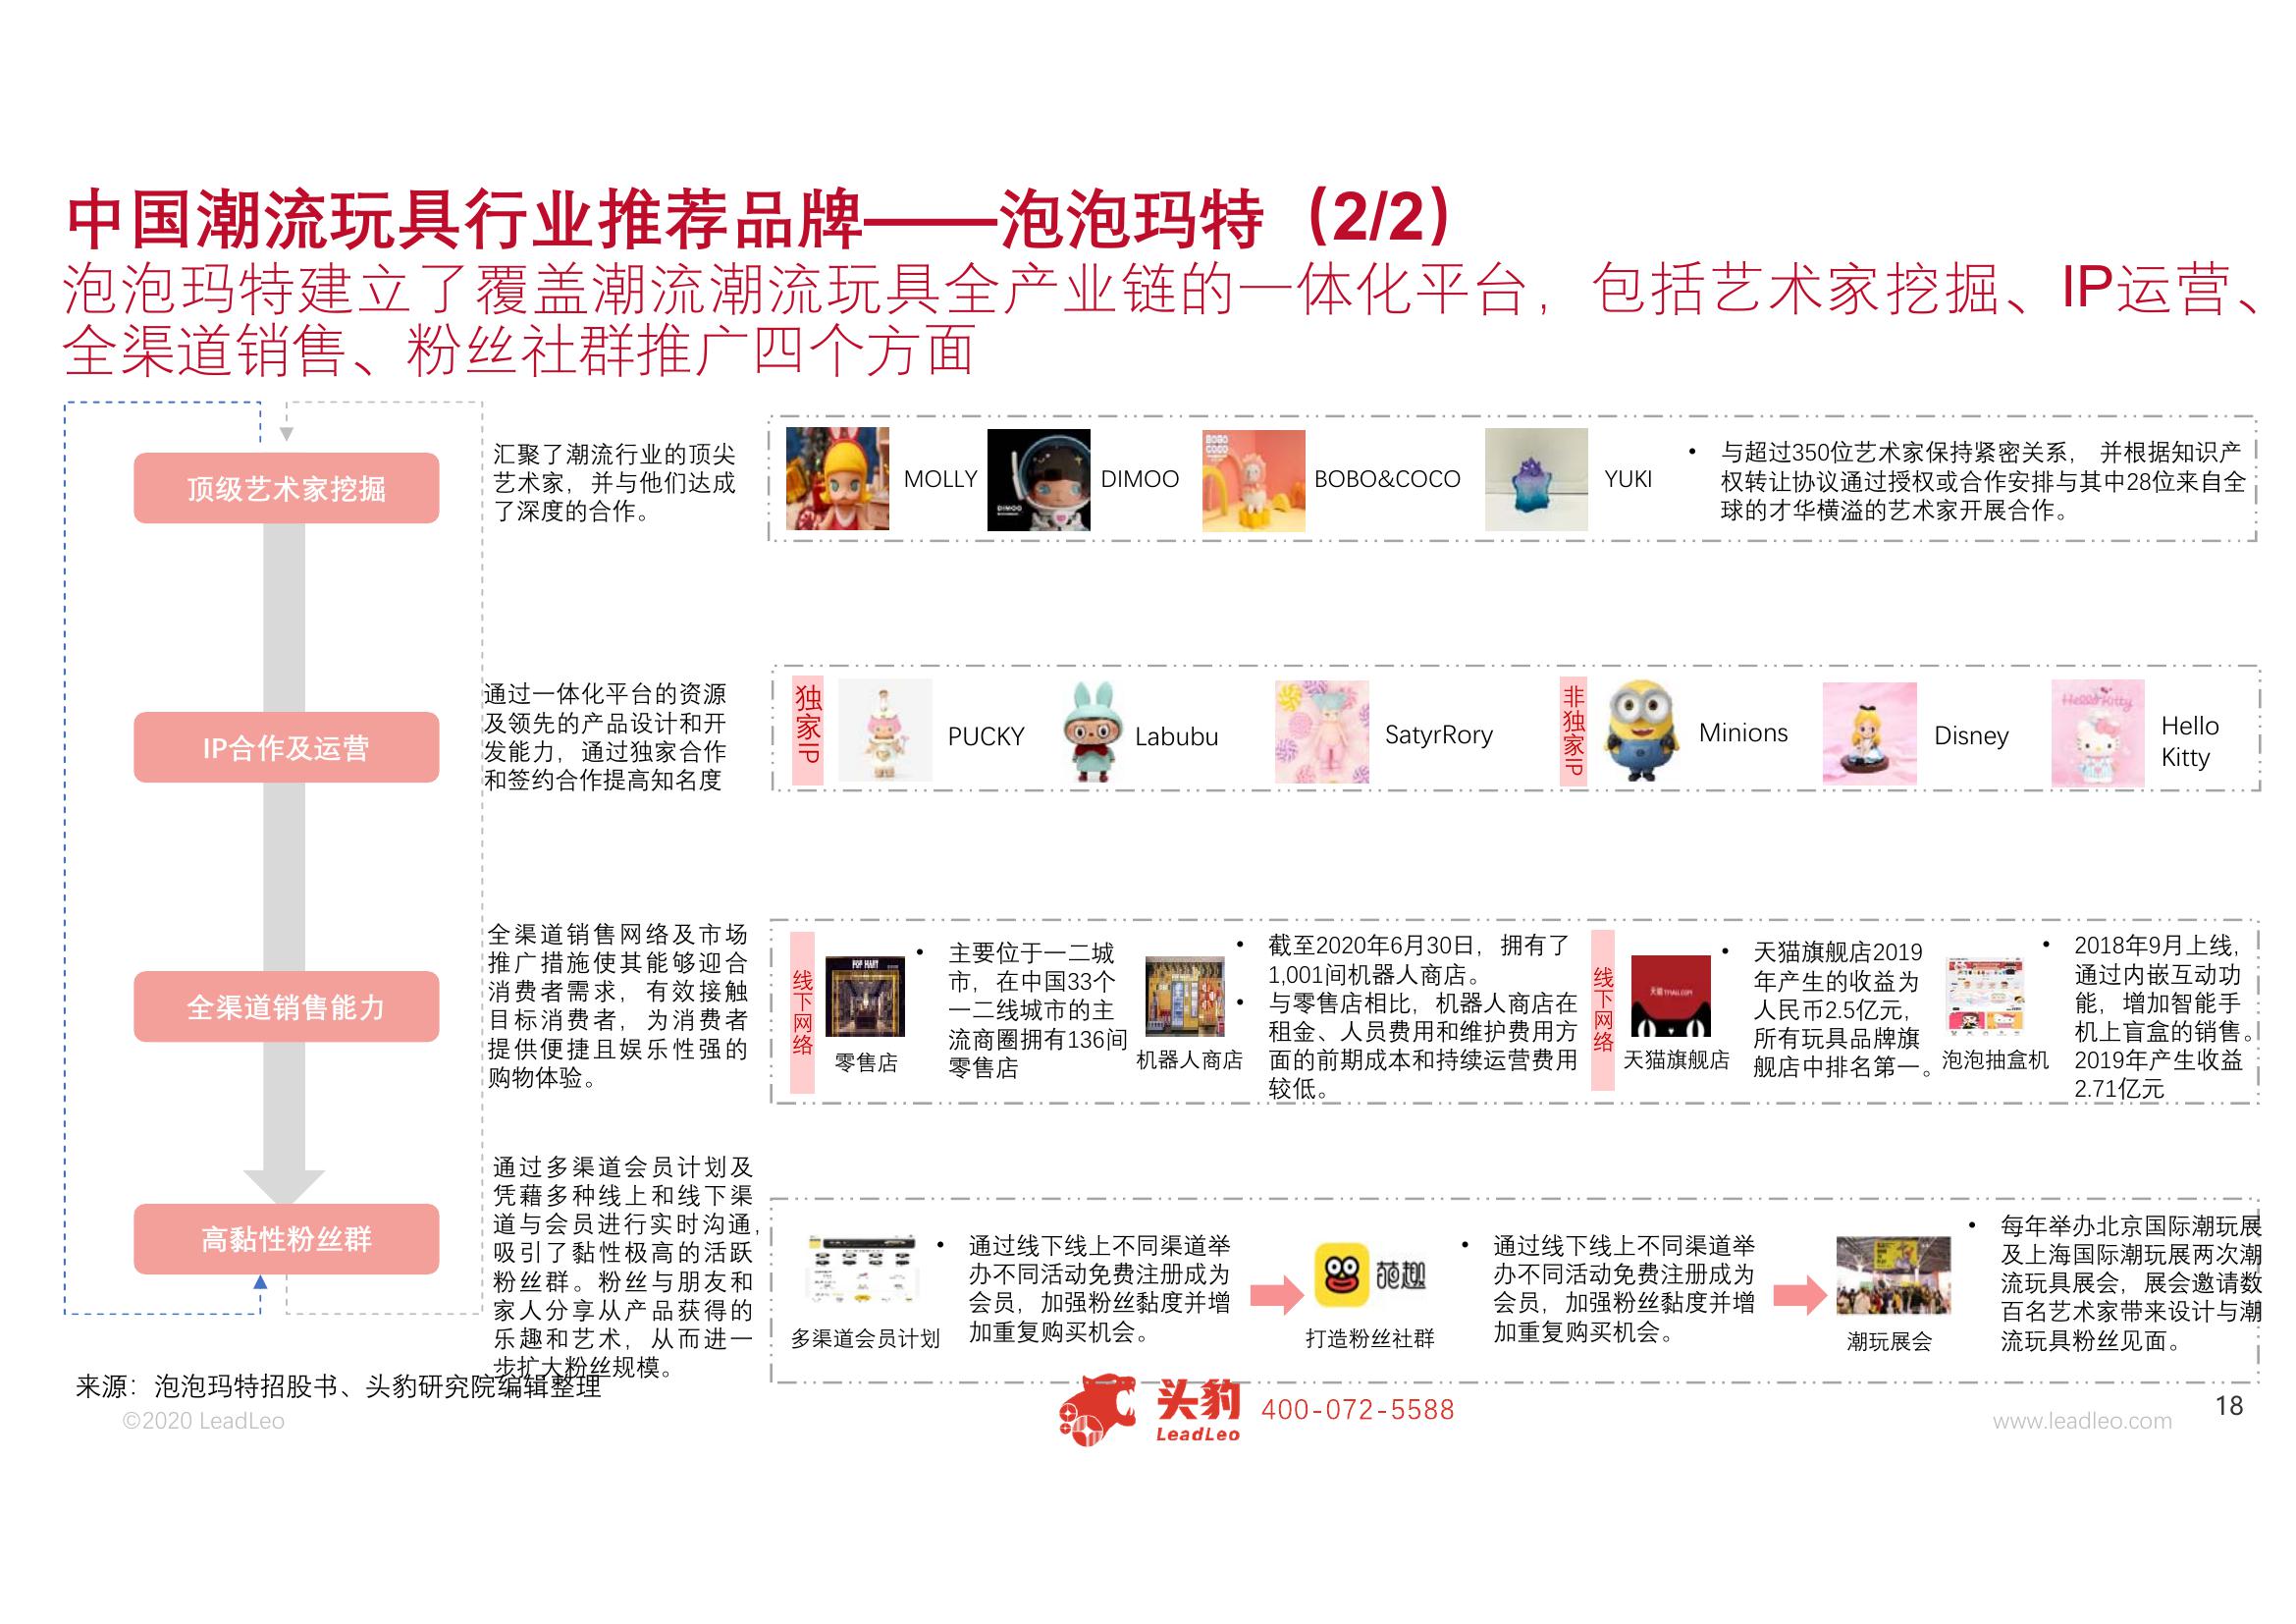 中国潮流玩具行业推荐品牌——泡泡玛特（2/2）
泡泡玛特建立了覆盖潮流潮流玩具全产业链的一体化平台，包括艺术家挖掘、IP运营、
全渠道销售、粉丝社群推广四个方面
顶级艺术家挖掘
汇聚了潮流行业的顶尖
艺术家，并与他们达成
了深度的合作。
MOLLY
DIMOO
BOBO&COCO
YUKI
• 与超过350位艺术家保持紧密关系， 并根据知识产
权转让协议通过授权或合作安排与其中28位来自全
球的才华横溢的艺术家开展合作。
IP合作及运营
通过一体化平台的资源
及领先的产品设计和开
发能力，通过独家合作
和签约合作提高知名度
独家IP
PUCKY
Labubu
SatyrRory
非独家IP
Minions
Disney
Hello
Kitty
全渠道销售能力
全渠道销售网络及市场
推广措施使其能够迎合
消费者需求，有效接触
目标消费者，为消费者
提供便捷且娱乐性强的
购物体验。
线下网络
POP MART
零售店
• 主要位于一二城
市，在中国33个
一二线城市的主
流商圈拥有136间
零售店
机器人商店
• 截至2020年6月30日，拥有了
1,001间机器人商店。
• 与零售店相比，机器人商店在
租金、人员费用和维护费用方
面的前期成本和持续运营费用
较低。
线下网络
天猫 TMALL.COM
天猫旗舰店
• 天猫旗舰店2019
年产生的收益为
人民币2.5亿元，
所有玩具品牌旗
舰店中排名第一。
泡泡抽盒机
• 2018年9月上线，
通过内嵌互动功
能，增加智能手
机上盲盒的销售。
2019年产生收益
2.71亿元
高黏性粉丝群
通过多渠道会员计划及
凭藉多种线上和线下渠
道与会员进行实时沟通，
吸引了黏性极高的活跃
粉丝群。粉丝与朋友和
家人分享从产品获得的
乐趣和艺术，从而进一
步扩大粉丝规模。
多渠道会员计划
• 通过线下线上不同渠道举
办不同活动免费注册成为
会员，加强粉丝黏度并增
加重复购买机会。
葩趣
打造粉丝社群
• 通过线下线上不同渠道举
办不同活动免费注册成为
会员，加强粉丝黏度并增
加重复购买机会。
潮玩展会
• 每年举办北京国际潮玩展
及上海国际潮玩展两次潮
流玩具展会，展会邀请数
百名艺术家带来设计与潮
流玩具粉丝见面。
来源：泡泡玛特招股书、头豹研究院编辑整理
©2020 LeadLeo
头豹
LeadLeo
400-072-5588
www.leadleo.com
18